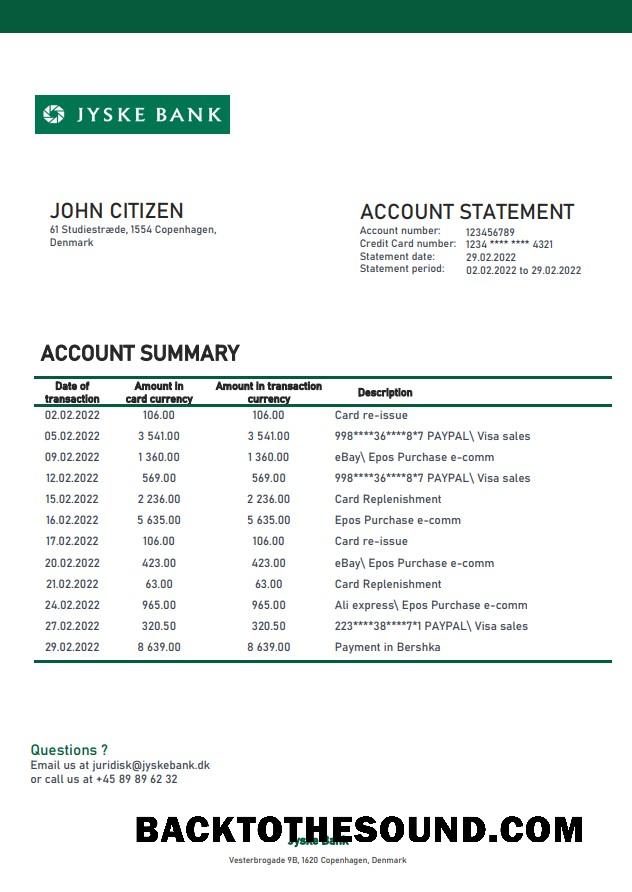 JYSKE BANK
JOHN CITIZEN
61 Studiestræde, 1554 Copenhagen,
Denmark
ACCOUNT STATEMENT
Account number: 123456789
Credit Card number: 1234 **** **** 4321
Statement date: 29.02.2022
Statement period: 02.02.2022 to 29.02.2022
ACCOUNT SUMMARY
Date of transaction Amount in card currency Amount in transaction currency Description
02.02.2022 106.00 106.00 Card re-issue
05.02.2022 3 541.00 3 541.00 998****36****8*7 PAYPAL\ Visa sales
09.02.2022 1 360.00 1 360.00 eBay\ Epos Purchase e-comm
12.02.2022 569.00 569.00 998****36****8*7 PAYPAL\ Visa sales
15.02.2022 2 236.00 2 236.00 Card Replenishment
16.02.2022 5 635.00 5 635.00 Epos Purchase e-comm
17.02.2022 106.00 106.00 Card re-issue
20.02.2022 423.00 423.00 eBay\ Epos Purchase e-comm
21.02.2022 63.00 63.00 Card Replenishment
24.02.2022 965.00 965.00 Ali express\ Epos Purchase e-comm
27.02.2022 320.50 320.50 223****38****7*1 PAYPAL\ Visa sales
29.02.2022 8 639.00 8 639.00 Payment in Bershka
Questions ?
Email us at juridisk@jyskebank.dk
or call us at +45 89 89 62 32
BACKTOTHESOUND.COM
Jyske Bank
Vesterbrogade 9B, 1620 Copenhagen, Denmark